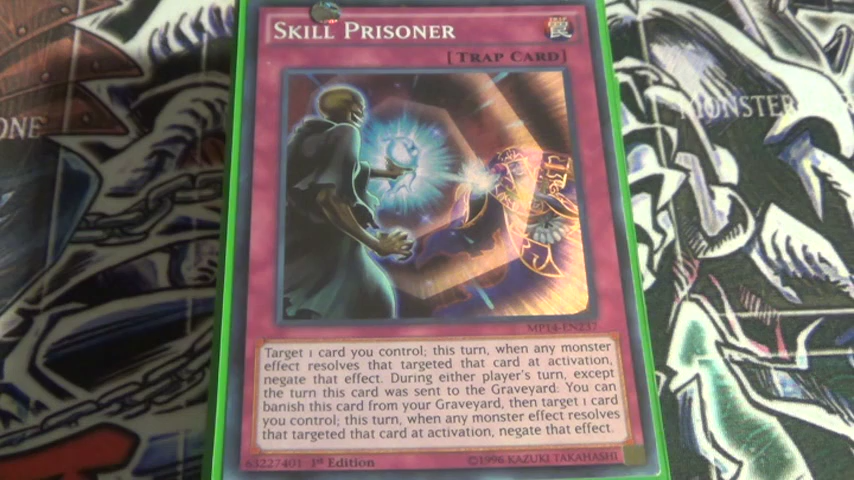 SKILL PRISONER
[TRAP CARD]
ONE
MONSTER
MP14-EN237
Target 1 card you control; this turn, when any monster
effect resolves that targeted that card at activation,
negate that effect. During either player's turn, except
the turn this card was sent to the Graveyard: You can
banish this card from your Graveyard, then target 1 card
you control; this turn, when any monster effect resolves
that targeted that card at activation, negate that effect.
63227401 1st Edition
©1996 KAZUKI TAKAHASHI